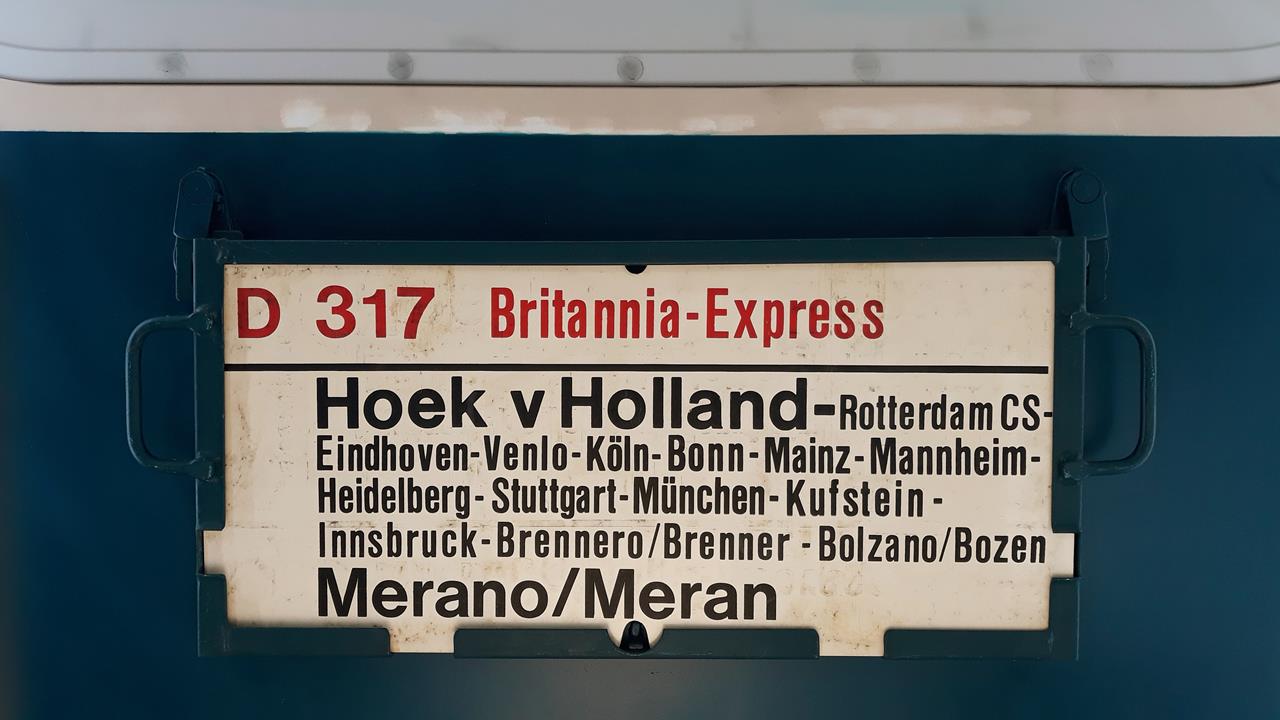 D 317 Britannia-Express
Hoek v Holland-Rotterdam CS-
Eindhoven-Venlo-Köln-Bonn-Mainz-Mannheim-
Heidelberg-Stuttgart-München-Kufstein-
Innsbruck-Brennero/Brenner-Bolzano/Bozen
Merano/Meran